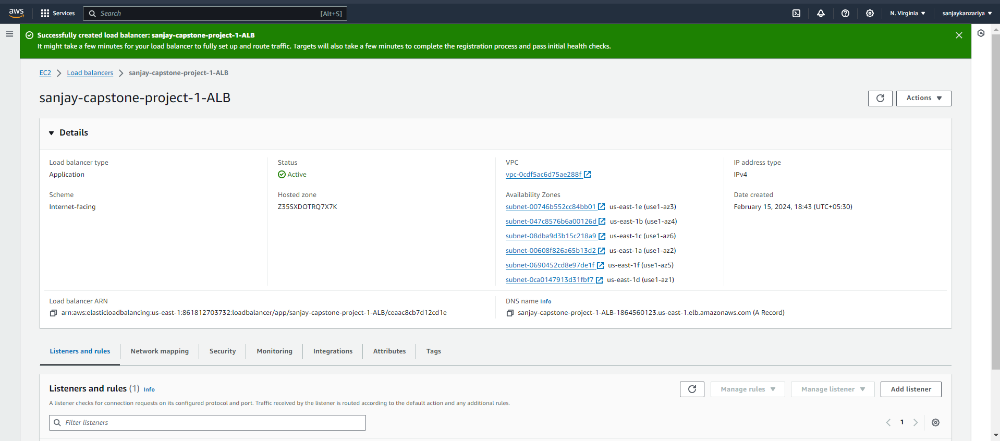 aws
Services
Search
[Alt+S]
N. Virginia
sanjaykanzariya
Successfully created load balancer: sanjay-capstone-project-1-ALB
It might take a few minutes for your load balancer to fully set up and route traffic. Targets will also take a few minutes to complete the registration process and pass initial health checks.
EC2
Load balancers
sanjay-capstone-project-1-ALB
sanjay-capstone-project-1-ALB
Actions
Details
Load balancer type
Application
Status
Active
VPC
vpc-0cdf5ac6d75ae288f
IP address type
IPv4
Scheme
Internet-facing
Hosted zone
Z35SXDOTRQ7X7K
Availability Zones
subnet-00746b552cc84bb01 us-east-1e (use1-az3)
subnet-047c8576b6a00126d us-east-1b (use1-az4)
subnet-08dba9d3b15c218a9 us-east-1c (use1-az6)
subnet-00608f826a65b13d2 us-east-1a (use1-az2)
subnet-0690452cd8e97de1f us-east-1f (use1-az5)
subnet-0ca0147913d31fbf7 us-east-1d (use1-az1)
Date created
February 15, 2024, 18:43 (UTC+05:30)
Load balancer ARN
arn:aws:elasticloadbalancing:us-east-1:861812703732:loadbalancer/app/sanjay-capstone-project-1-ALB/ceaac8cb7d12cd1e
DNS name Info
sanjay-capstone-project-1-ALB-1864560123.us-east-1.elb.amazonaws.com (A Record)
Listeners and rules
Network mapping
Security
Monitoring
Integrations
Attributes
Tags
Listeners and rules (1) Info
Manage rules
Manage listener
Add listener
A listener checks for connection requests on its configured protocol and port. Traffic received by the listener is routed according to the default action and any additional rules.
Filter listeners
1